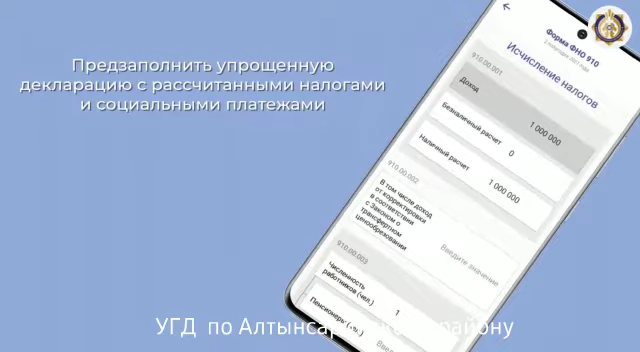 Предзаполнить упрощенную
декларацию с рассчитанными налогами
и социальными платежами
Форма ФНО 910
Исчисление налогов
910.00.001
Доход
1 000 000
Безналичный расчет
0
Наличный расчет
1 000 000
910.00.002
В том числе доход
от корректировки
в соответствии
с Законом о
трансфертном
ценообразовании
Введите значение
910.00.003
Численность
работников (чел.)
1
Пенсионеры (чел.)
УГД по району